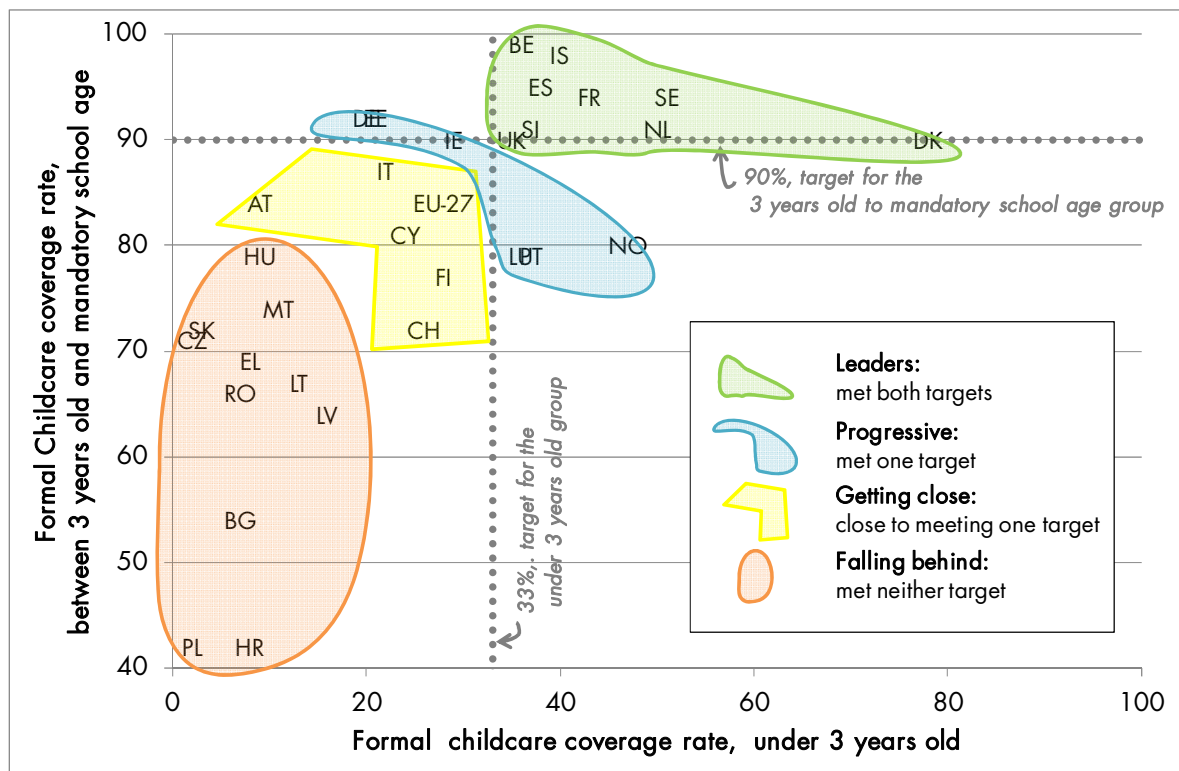 Formal Childcare coverage rate,
between 3 years old and mandatory school age
100
90
80
70
60
50
40
BE
IS
ES
FR
SE
DE
EE
IE
UK
SI
NL
DK
90%, target for the
3 years old to mandatory school age group
IT
AT
EU-27
CY
NO
HU
LU
PT
FI
MT
SK
CZ
CH
EL
RO
LT
LV
BG
PL
HR
33%,. target for the
under 3 years old group
Leaders:
met both targets
Progressive:
met one target
Getting close:
close to meeting one target
Falling behind:
met neither target
0
20
40
60
80
100
Formal childcare coverage rate, under 3 years old